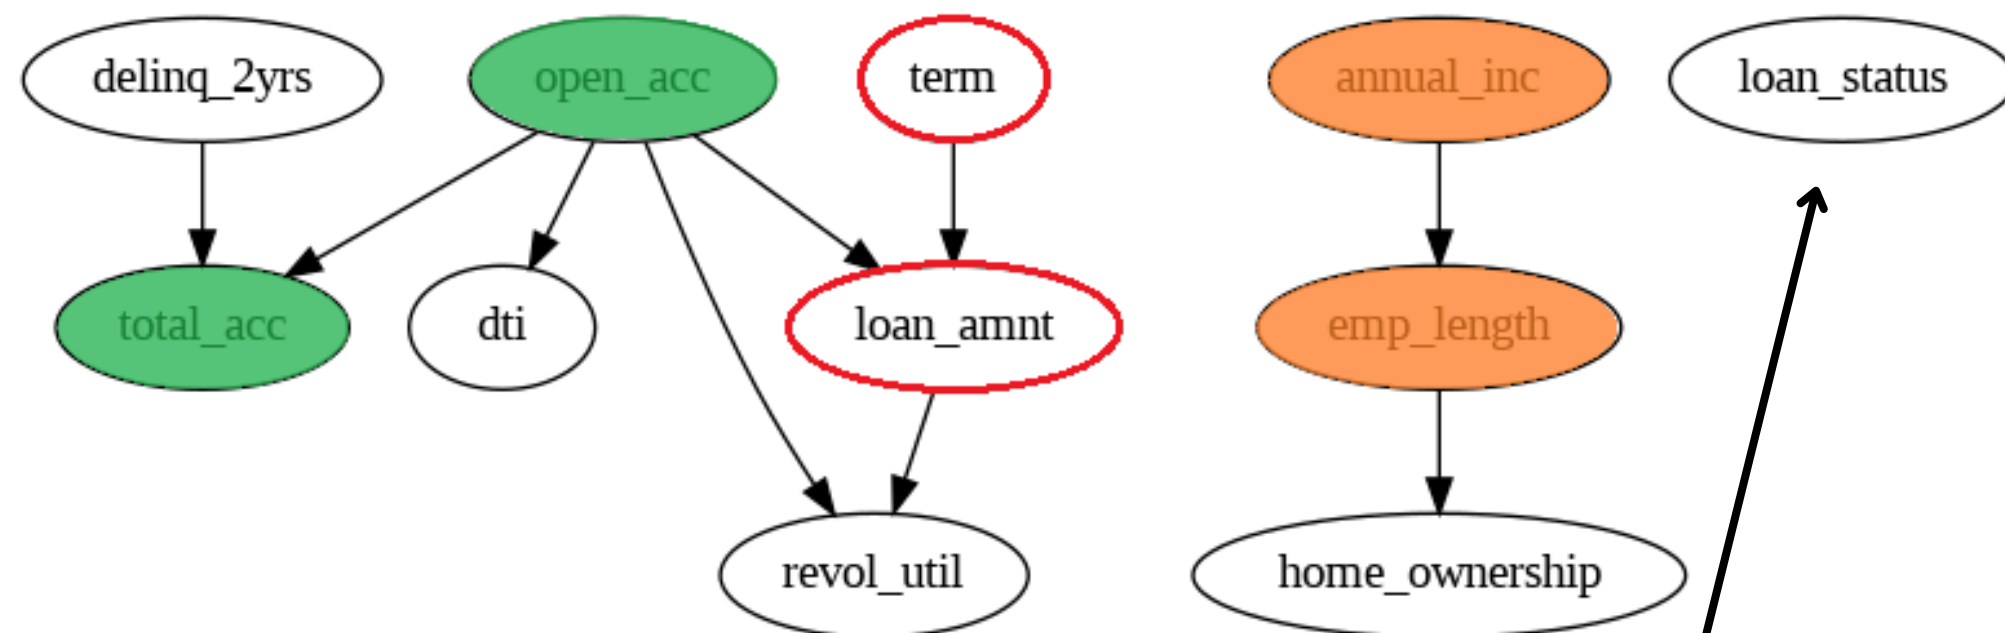 delinq_2yrs
open_acc
term
annual_inc
loan_status
total_acc
dti
loan_amnt
emp_length
revol_util
home_ownership